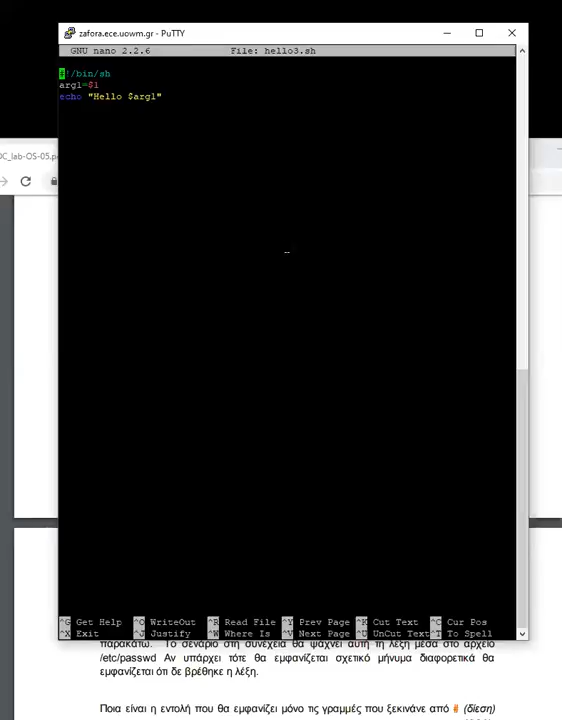 zafora.ece.uowm.gr - PuTTY
GNU nano 2.2.6 File: hello3.sh
#!/bin/sh
arg1=$1
echo "Hello $arg1"
OC_lab-OS-05.p
^G Get Help ^O WriteOut ^R Read File ^Y Prev Page ^K Cut Text ^C Cur Pos
^X Exit ^J Justify ^W Where Is ^V Next Page ^U UnCut Text ^T To Spell
παρακάτω. Το σενάριο στη συνέχεια θα ψάχνει αυτή τη λέξη μέσα στο αρχείο
/etc/passwd Αν υπάρχει τότε θα εμφανίζεται σχετικό μήνυμα διαφορετικά θα
εμφανίζεται ότι δε βρέθηκε η λέξη.
Ποια είναι η εντολή που θα εμφανίζει μόνο τις γραμμές που ξεκινάνε από # (δίεση)